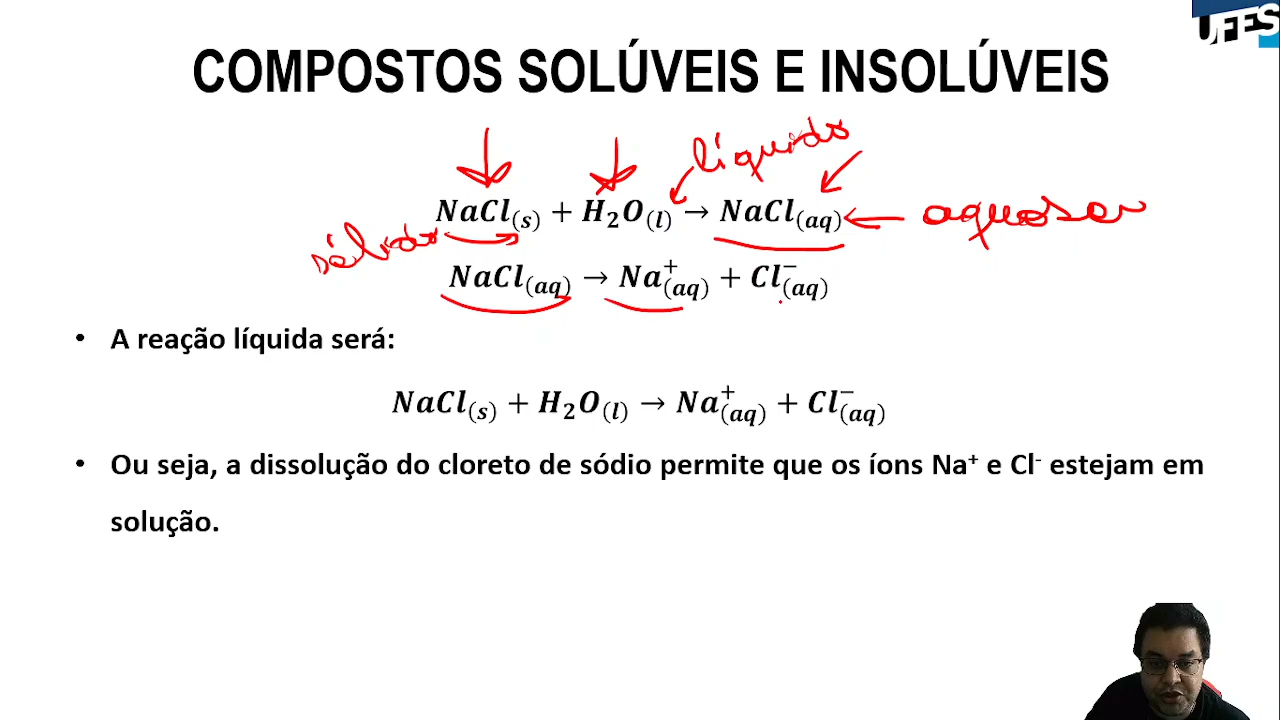 UFES
COMPOSTOS SOLÚVEIS E INSOLÚVEIS
líquido
NaCl(s) + H2O(l) → NaCl(aq)
aquoso
sólido
NaCl(aq) → Na+(aq) + Cl−(aq)
• A reação líquida será:
NaCl(s) + H2O(l) → Na+(aq) + Cl−(aq)
• Ou seja, a dissolução do cloreto de sódio permite que os íons Na+ e Cl- estejam em
solução.